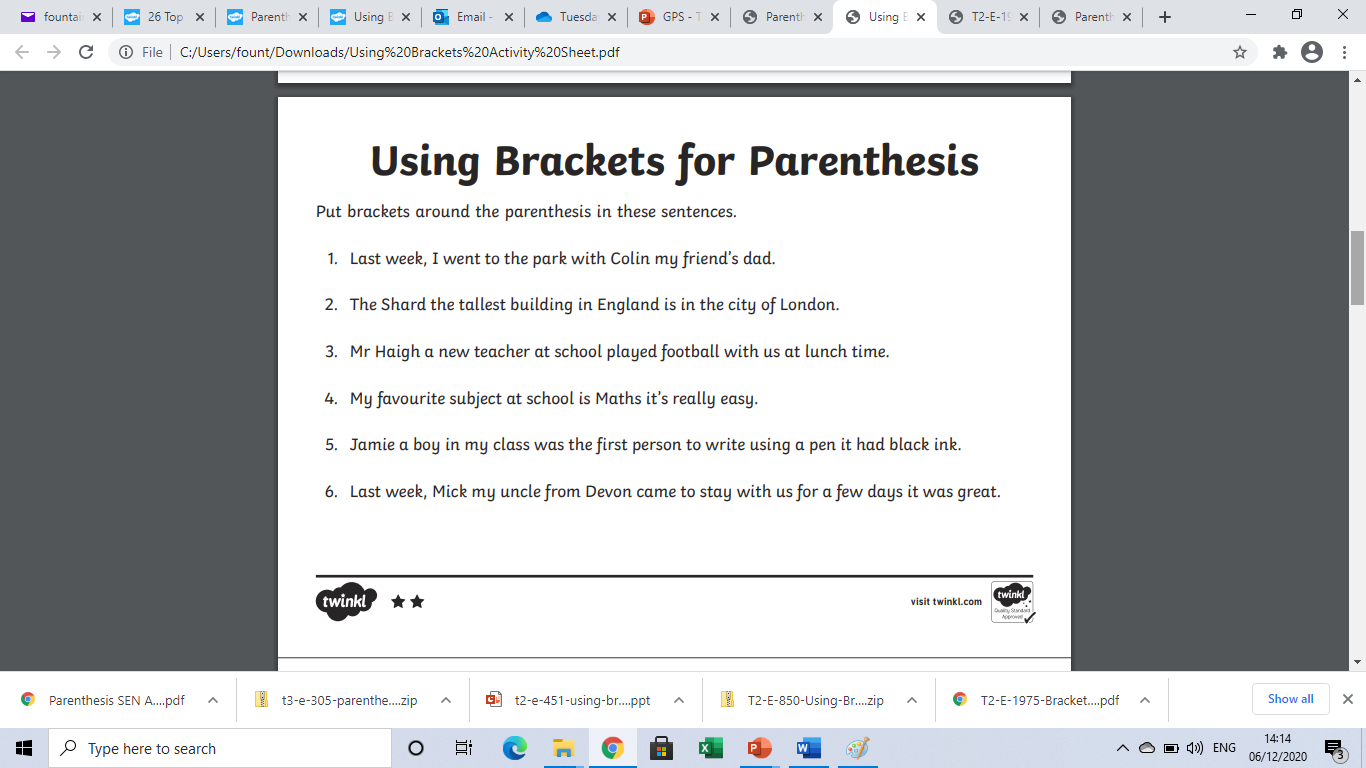 fountai
26 Top
Parenth
Using B
Email -
Tuesda
GPS - T
Parenth
Using B
T2-E-19
Parenth
File | C:/Users/fount/Downloads/Using%20Brackets%20Activity%20Sheet.pdf
Using Brackets for Parenthesis
Put brackets around the parenthesis in these sentences.
1. Last week, I went to the park with Colin my friend's dad.
2. The Shard the tallest building in England is in the city of London.
3. Mr Haigh a new teacher at school played football with us at lunch time.
4. My favourite subject at school is Maths it's really easy.
5. Jamie a boy in my class was the first person to write using a pen it had black ink.
6. Last week, Mick my uncle from Devon came to stay with us for a few days it was great.
twinkl
visit twinkl.com
twinkl
Quality Standard
Approved
Parenthesis SEN A....pdf
t3-e-305-parenthe....zip
t2-e-451-using-br....ppt
T2-E-850-Using-Br....zip
T2-E-1975-Bracket....pdf
Show all
Type here to search
ENG
14:14
06/12/2020
3